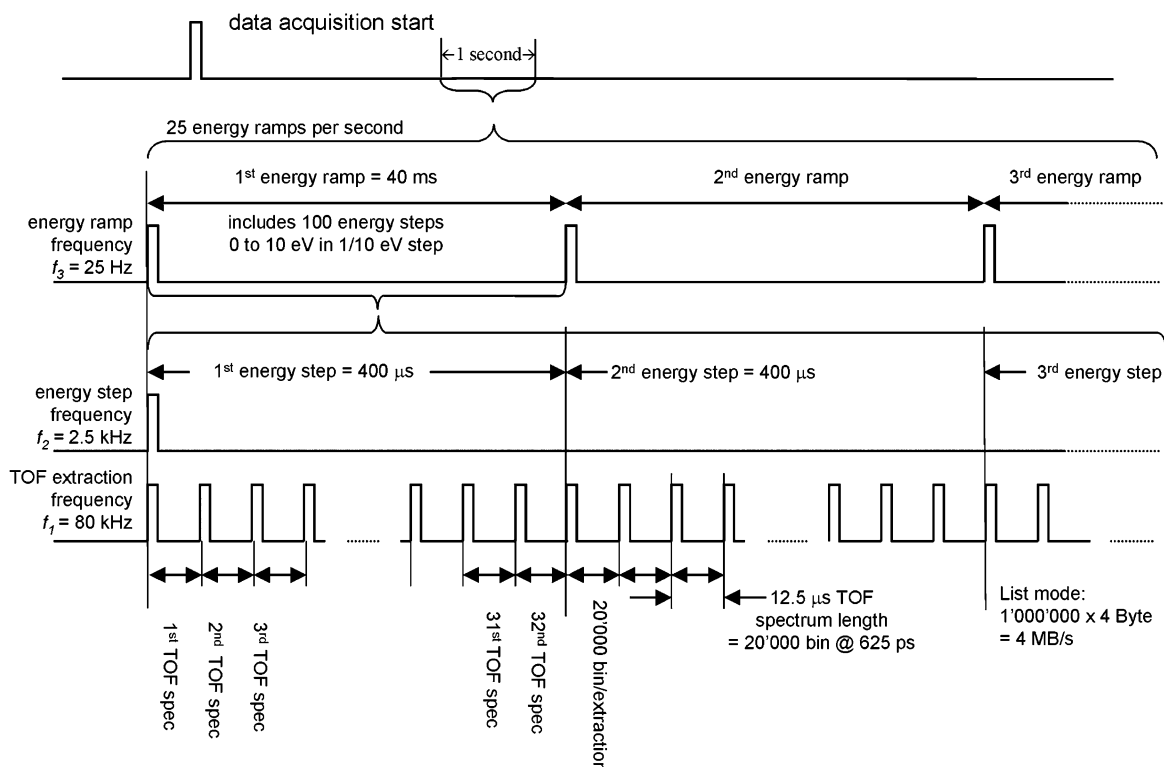 data acquisition start
1 second
25 energy ramps per second
1st energy ramp = 40 ms
2nd energy ramp
3rd energy ramp
energy ramp
frequency
f3 = 25 Hz
includes 100 energy steps
0 to 10 eV in 1/10 eV step
1st energy step = 400 μs
2nd energy step = 400 μs
3rd energy step
energy step
frequency
f2 = 2.5 kHz
TOF extraction
frequency
f1 = 80 kHz
1st TOF spec
2nd TOF spec
3rd TOF spec
31st TOF spec
32nd TOF spec
20'000 bin/extraction
12.5 μs TOF
spectrum length
= 20'000 bin @ 625 ps
List mode:
1'000'000 x 4 Byte
= 4 MB/s